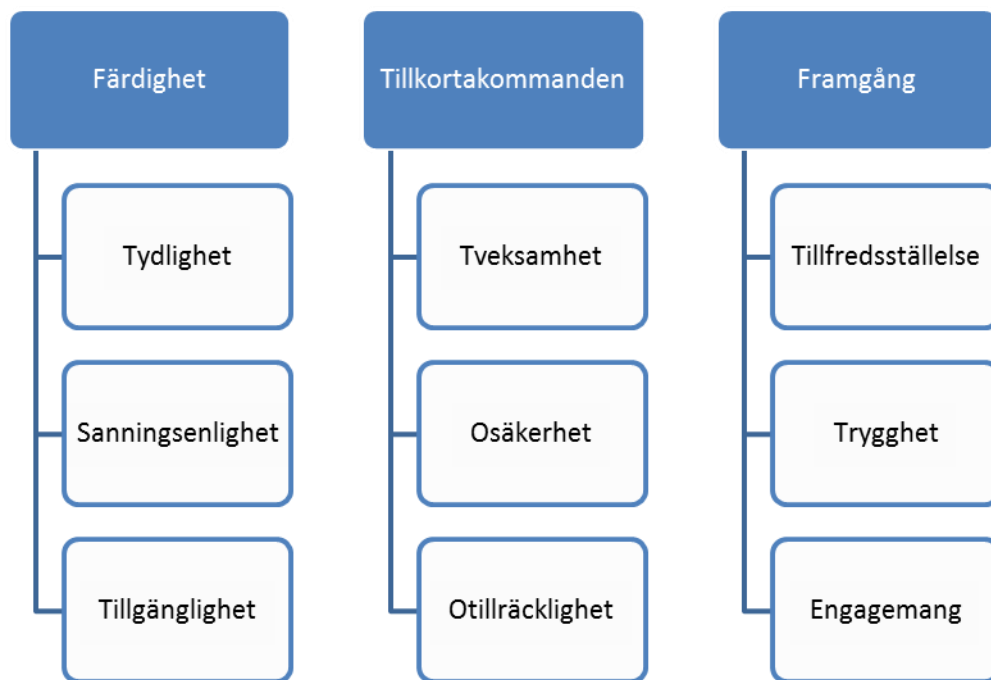 Färdighet
Tydlighet
Sanningsenlighet
Tillgänglighet
Tillkortakommanden
Tveksamhet
Osäkerhet
Otillräcklighet
Framgång
Tillfredsställelse
Trygghet
Engagemang